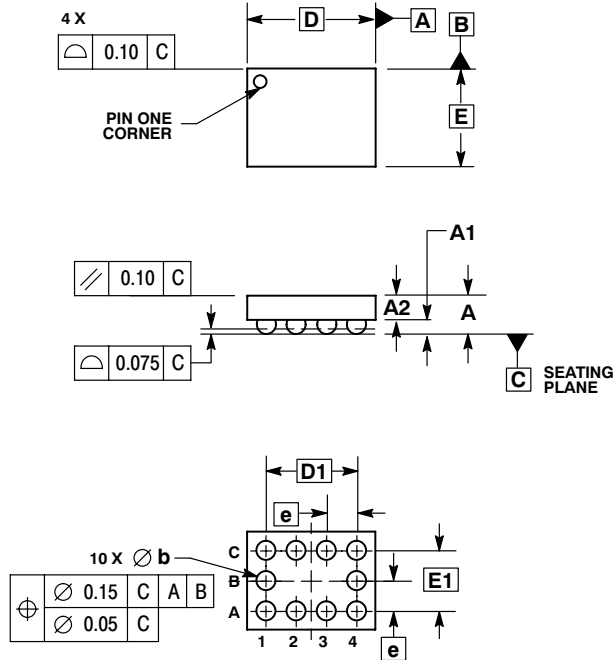 4 X
D
A
B
⌓ 0.10 C
PIN ONE
CORNER
E
A1
⫽ 0.10 C
A2
A
⌓ 0.075 C
C
SEATING
PLANE
D1
e
10 X ∅ b
C
B
A
E1
⌖ ∅ 0.15 C A B
∅ 0.05 C
1 2 3 4
e